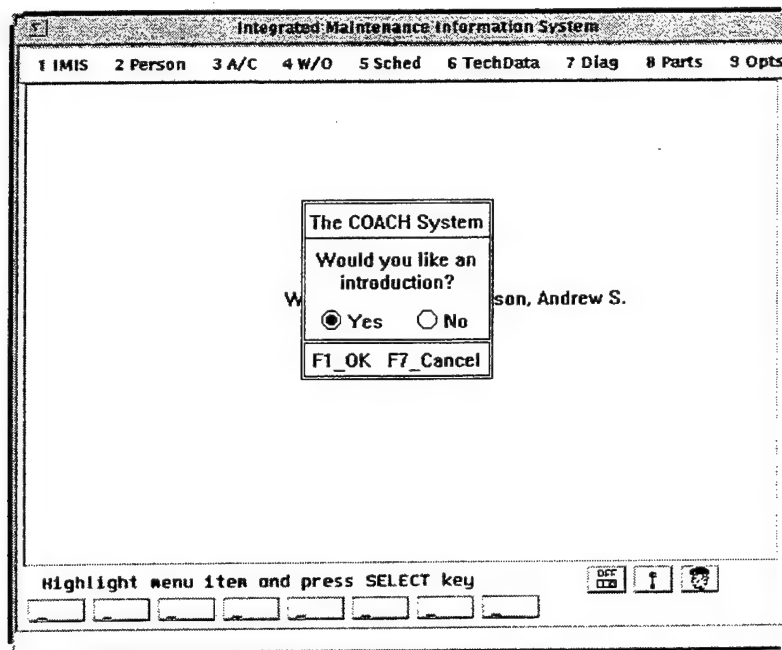 Integrated Maintenance Information System
1 IMIS 2 Person 3 A/C 4 W/O 5 Sched 6 TechData 7 Diag 8 Parts 9 Opts
The COACH System
Would you like an
introduction?
W son, Andrew S.
Yes No
F1_OK F7_Cancel
Highlight menu item and press SELECT key
OFF